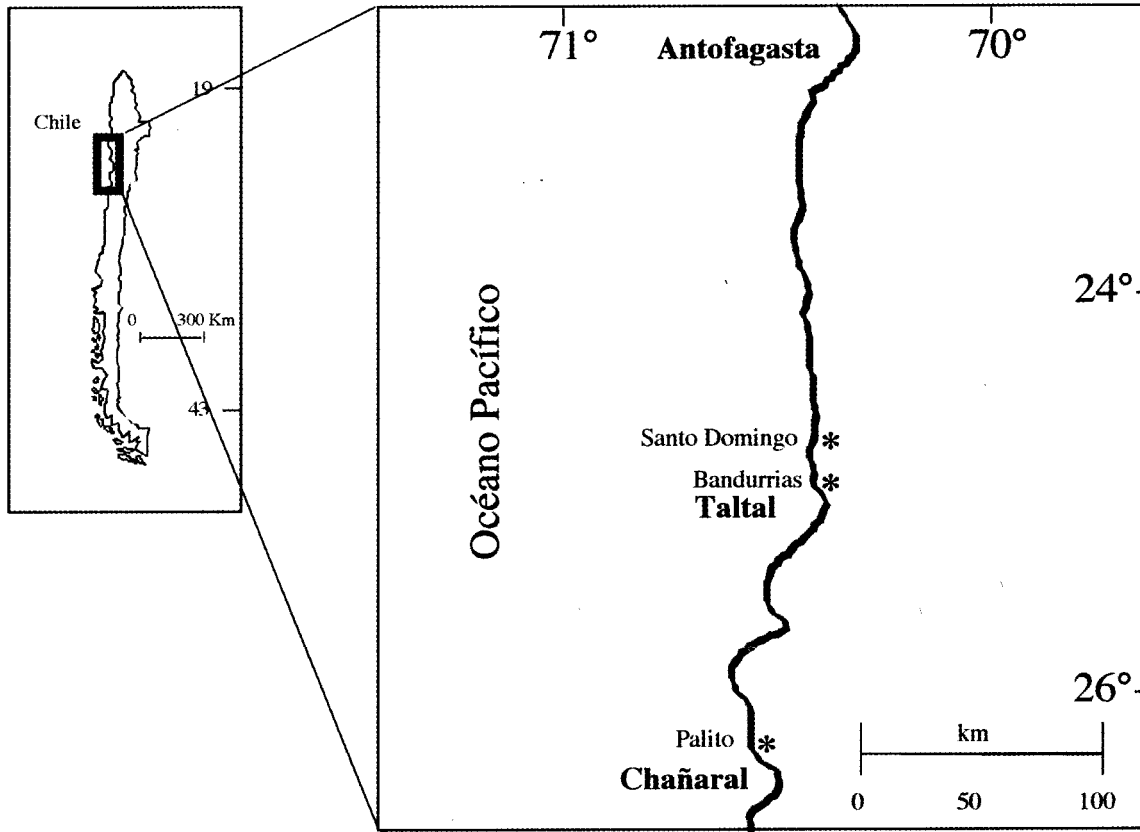 19
Chile
0 300 Km
43
71° 70°
Antofagasta
24°
Océano Pacífico
Santo Domingo *
Bandurrias *
Taltal
26°
Palito *
Chañaral
km
0 50 100